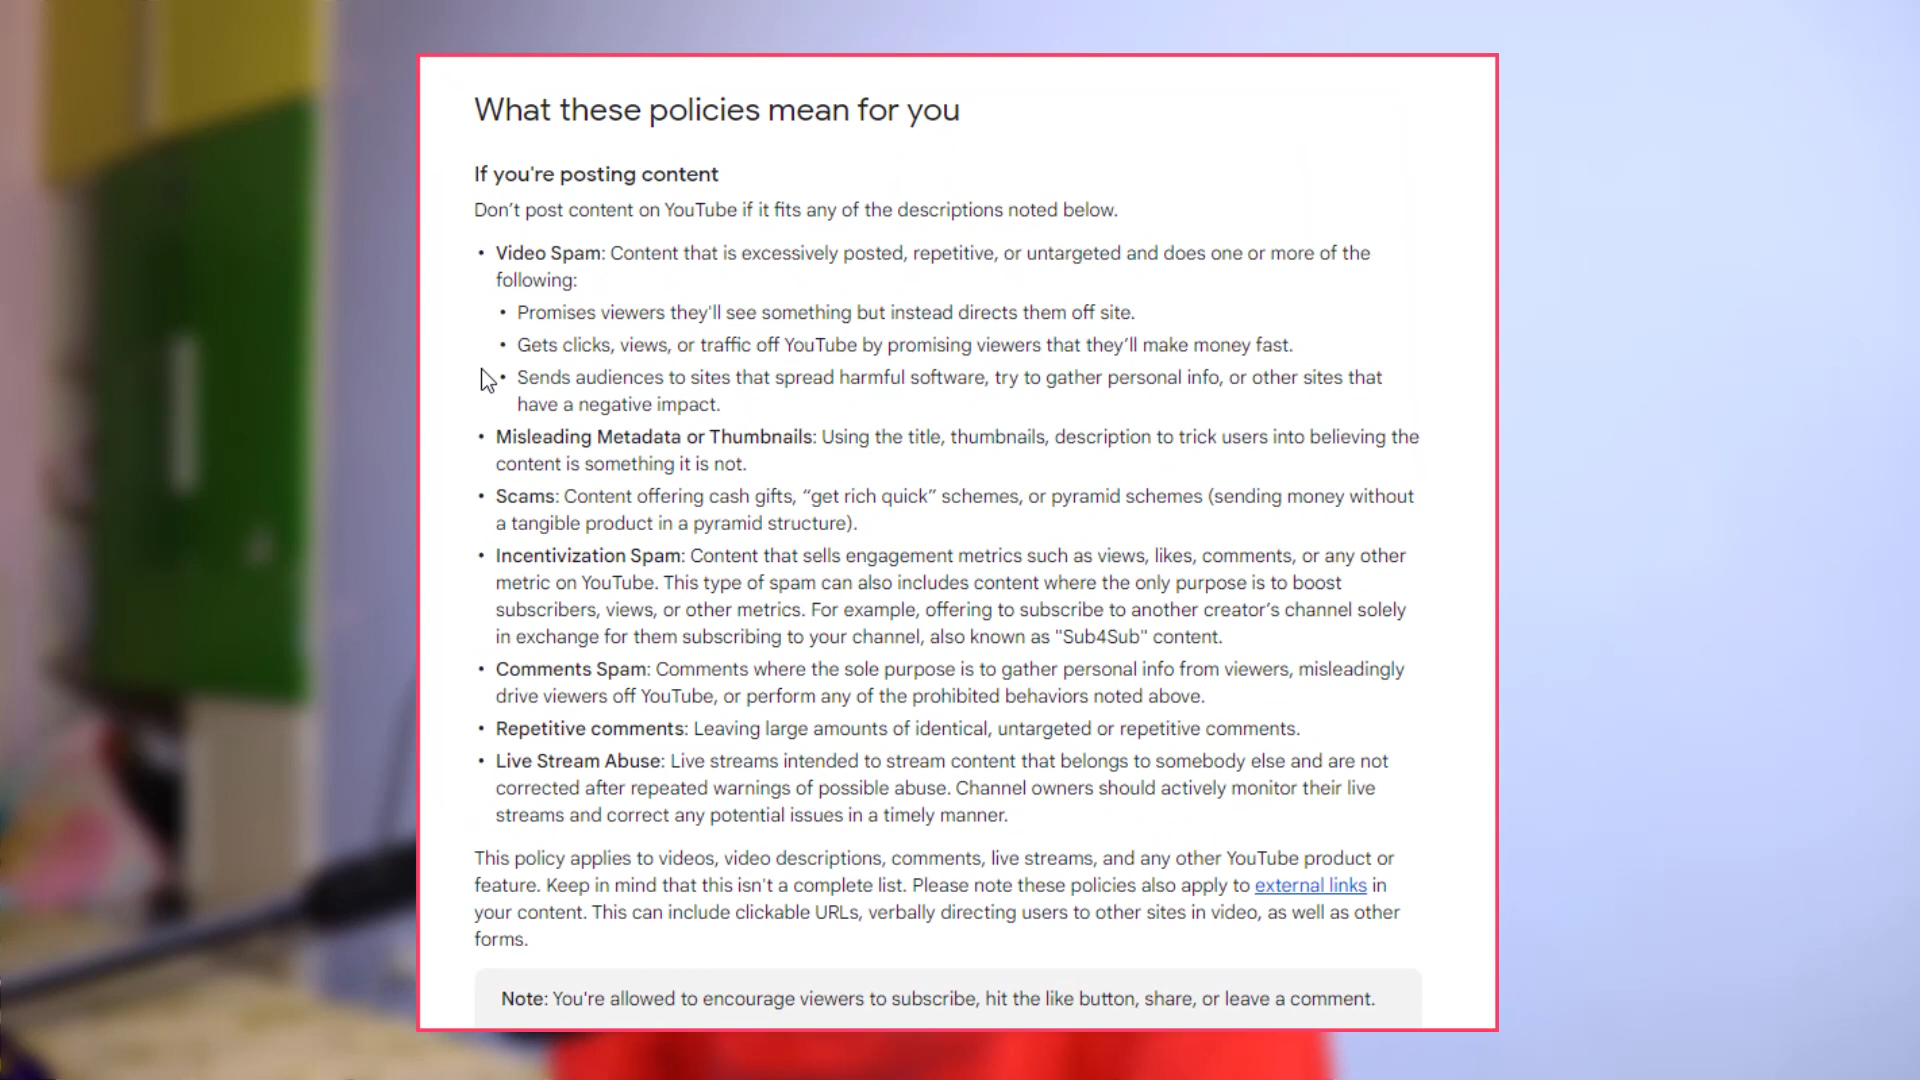 What these policies mean for you
If you're posting content
Don’t post content on YouTube if it fits any of the descriptions noted below.
• Video Spam: Content that is excessively posted, repetitive, or untargeted and does one or more of the
following:
• Promises viewers they'll see something but instead directs them off site.
• Gets clicks, views, or traffic off YouTube by promising viewers that they’ll make money fast.
• Sends audiences to sites that spread harmful software, try to gather personal info, or other sites that
have a negative impact.
• Misleading Metadata or Thumbnails: Using the title, thumbnails, description to trick users into believing the
content is something it is not.
• Scams: Content offering cash gifts, “get rich quick” schemes, or pyramid schemes (sending money without
a tangible product in a pyramid structure).
• Incentivization Spam: Content that sells engagement metrics such as views, likes, comments, or any other
metric on YouTube. This type of spam can also includes content where the only purpose is to boost
subscribers, views, or other metrics. For example, offering to subscribe to another creator’s channel solely
in exchange for them subscribing to your channel, also known as "Sub4Sub" content.
• Comments Spam: Comments where the sole purpose is to gather personal info from viewers, misleadingly
drive viewers off YouTube, or perform any of the prohibited behaviors noted above.
• Repetitive comments: Leaving large amounts of identical, untargeted or repetitive comments.
• Live Stream Abuse: Live streams intended to stream content that belongs to somebody else and are not
corrected after repeated warnings of possible abuse. Channel owners should actively monitor their live
streams and correct any potential issues in a timely manner.
This policy applies to videos, video descriptions, comments, live streams, and any other YouTube product or
feature. Keep in mind that this isn't a complete list. Please note these policies also apply to external links in
your content. This can include clickable URLs, verbally directing users to other sites in video, as well as other
forms.
Note: You're allowed to encourage viewers to subscribe, hit the like button, share, or leave a comment.